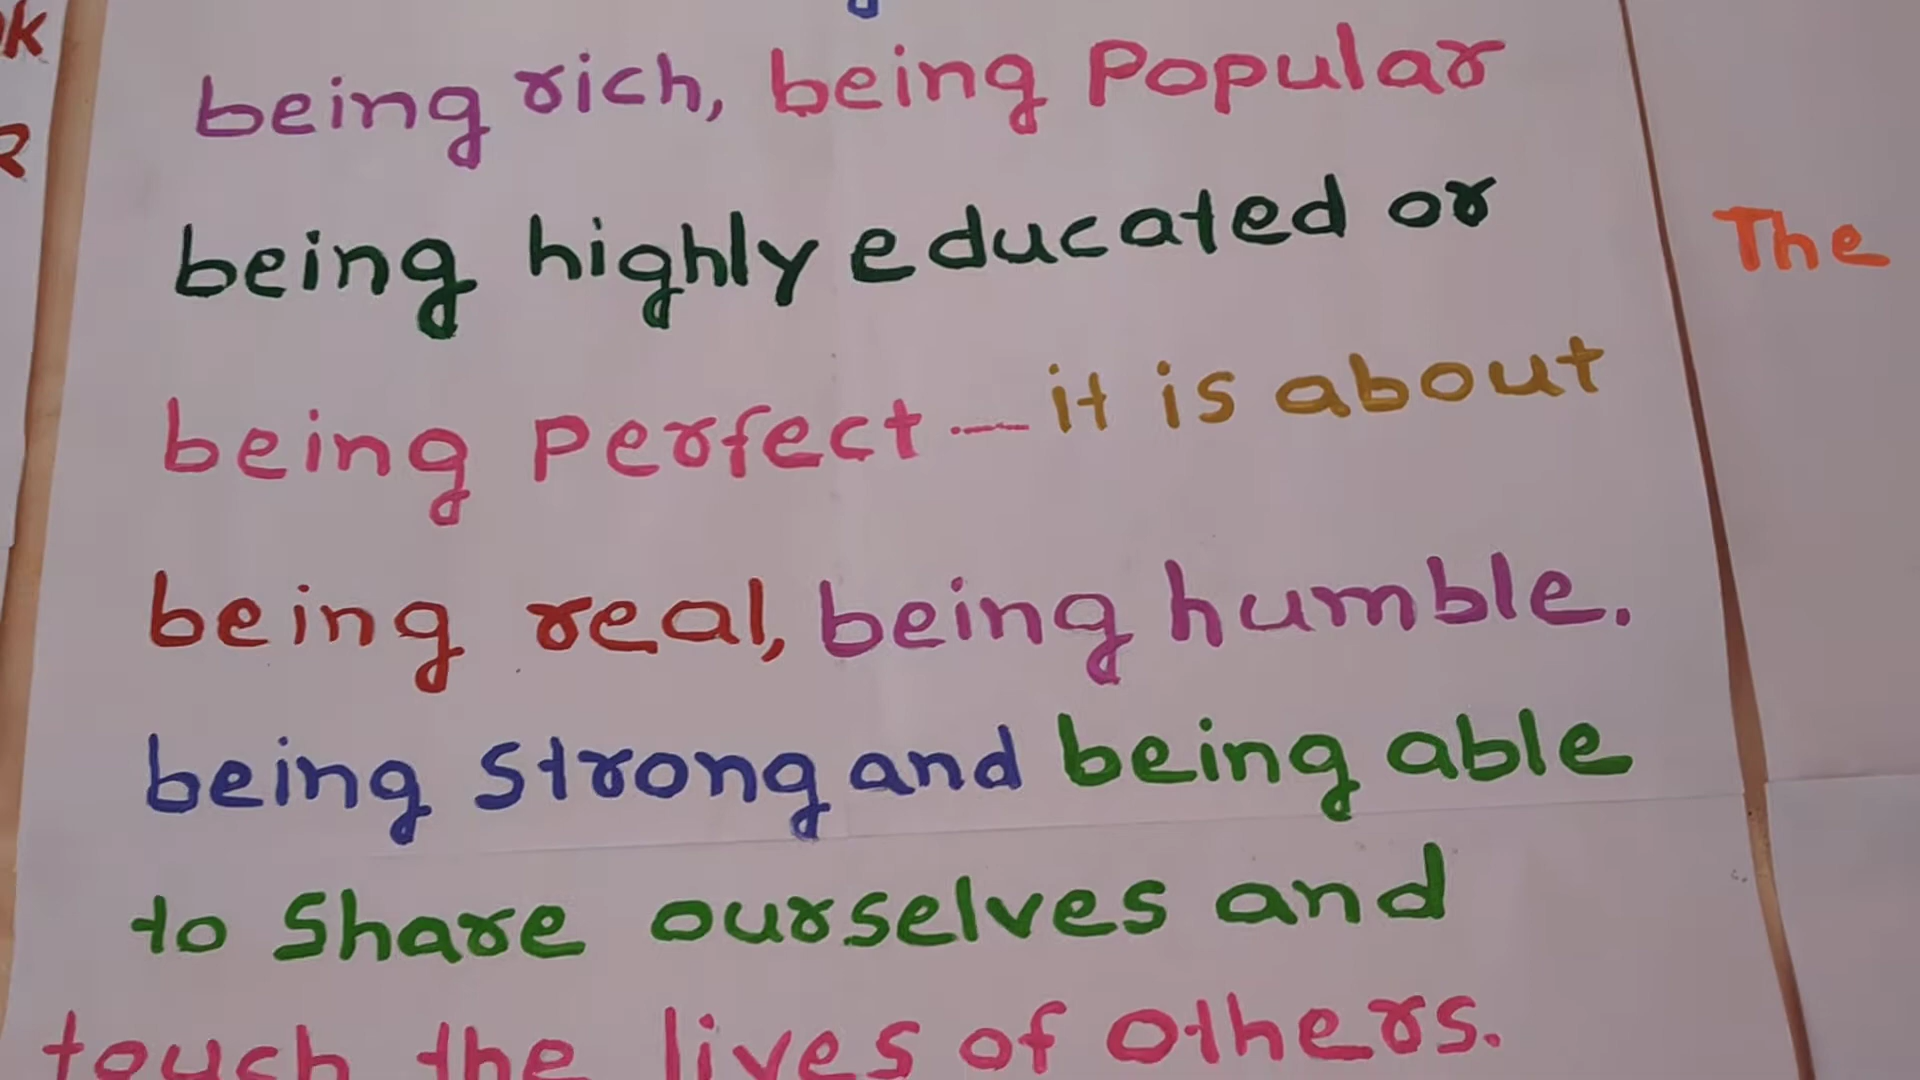 being rich, being Popular
being highly educated or
being Perfect - it is about
being real, being humble.
being Strong and being able
to Share ourselves and
touch the lives of Others.
The